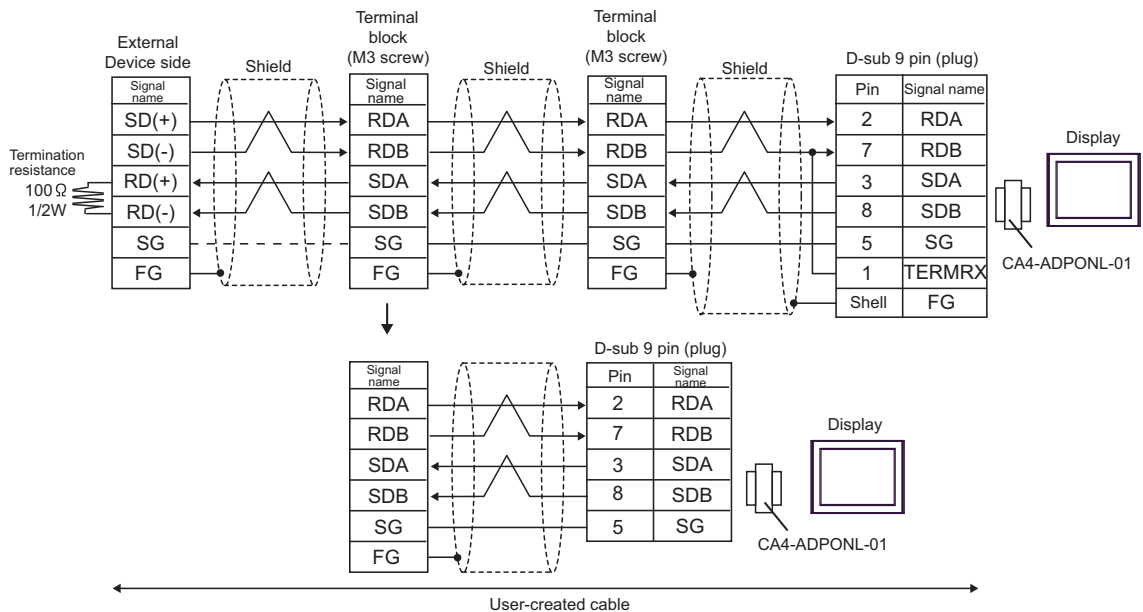 External
Device side
Signal
name
SD(+)
SD(-)
RD(+)
RD(-)
SG
FG
Termination
resistance
100 Ω
1/2W
Shield
Terminal
block
(M3 screw)
Signal
name
RDA
RDB
SDA
SDB
SG
FG
Shield
Terminal
block
(M3 screw)
Signal
name
RDA
RDB
SDA
SDB
SG
FG
Shield
D-sub 9 pin (plug)
Pin Signal name
2 RDA
7 RDB
3 SDA
8 SDB
5 SG
1 TERMRX
Shell FG
Display
CA4-ADPONL-01
Signal
name
RDA
RDB
SDA
SDB
SG
FG
D-sub 9 pin (plug)
Pin Signal name
2 RDA
7 RDB
3 SDA
8 SDB
5 SG
Display
CA4-ADPONL-01
User-created cable